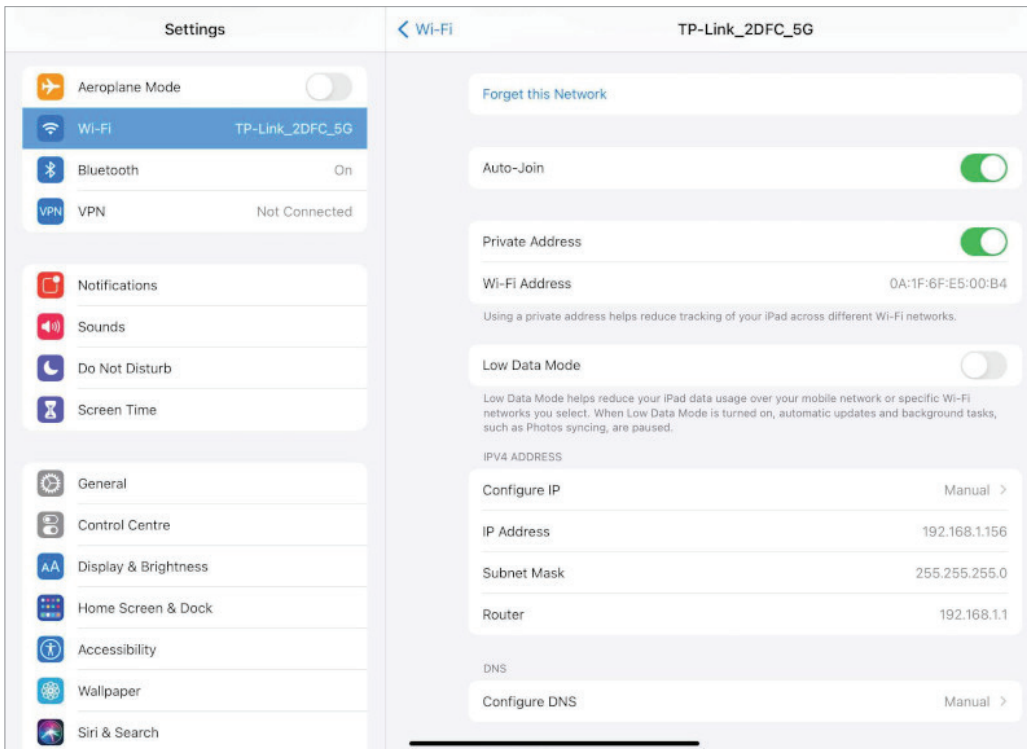 Settings
Aeroplane Mode
Wi-Fi TP-Link_2DFC_5G
Bluetooth On
VPN VPN Not Connected
Notifications
Sounds
Do Not Disturb
Screen Time
General
Control Centre
AA Display & Brightness
Home Screen & Dock
Accessibility
Wallpaper
Siri & Search
Wi-Fi TP-Link_2DFC_5G
Forget this Network
Auto-Join
Private Address
Wi-Fi Address 0A:1F:6F:E5:00:B4
Using a private address helps reduce tracking of your iPad across different Wi-Fi networks.
Low Data Mode
Low Data Mode helps reduce your iPad data usage over your mobile network or specific Wi-Fi
networks you select. When Low Data Mode is turned on, automatic updates and background tasks,
such as Photos syncing, are paused.
IPV4 ADDRESS
Configure IP Manual
IP Address 192.168.1.156
Subnet Mask 255.255.255.0
Router 192.168.1.1
DNS
Configure DNS Manual